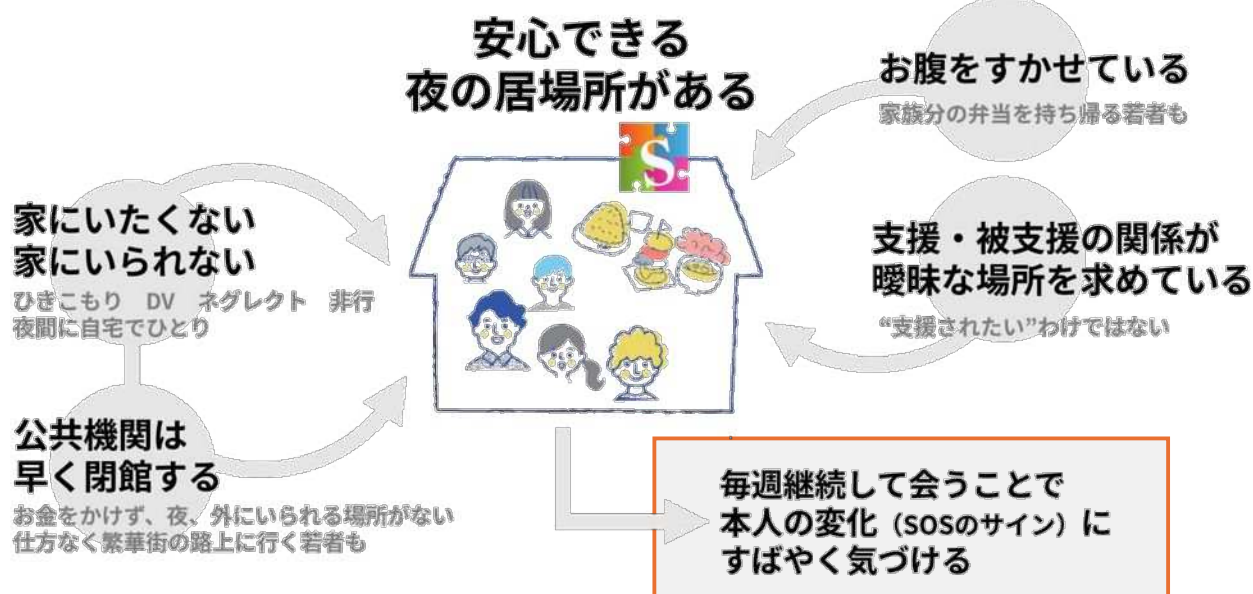 安心できる
夜の居場所がある
S
お腹をすかせている
家族分の弁当を持ち帰る若者も
家にいたくない
家にいられない
ひきこもり　DV　ネグレクト　非行
夜間に自宅でひとり
支援・被支援の関係が
曖昧な場所を求めている
“支援されたい”わけではない
公共機関は
早く閉館する
お金をかけず、夜、外にいられる場所がない
仕方なく繁華街の路上に行く若者も
毎週継続して会うことで
本人の変化（SOSのサイン）に
すばやく気づける